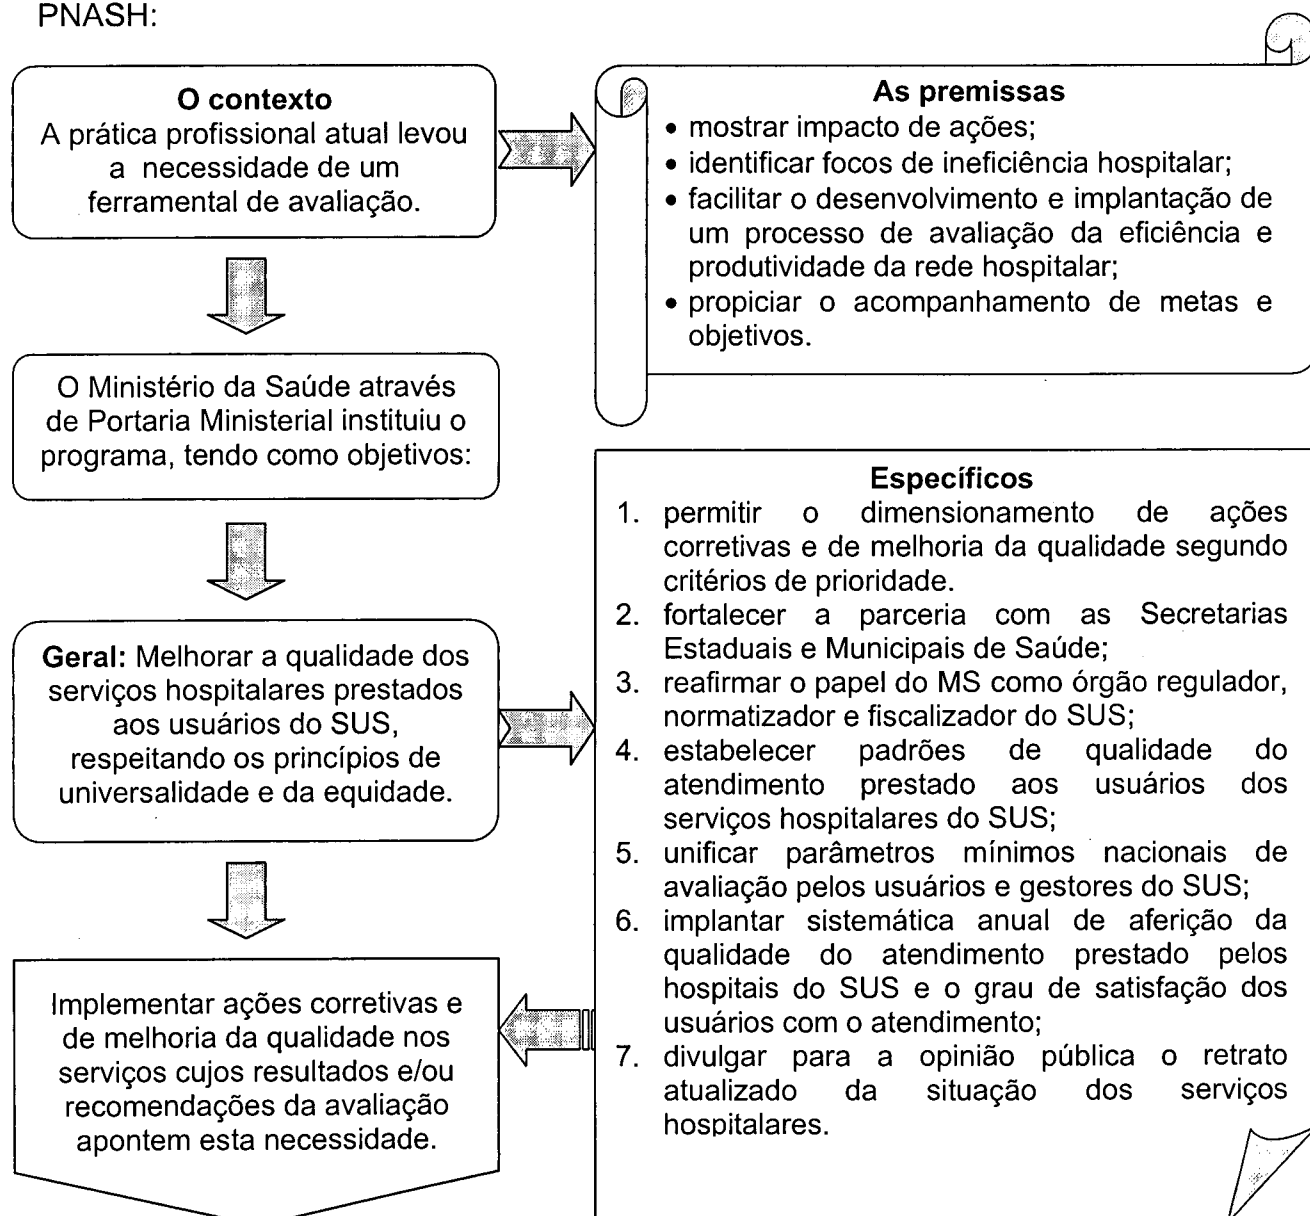 PNASH:
O contexto
A prática profissional atual levou
a necessidade de um
ferramental de avaliação.
As premissas
• mostrar impacto de ações;
• identificar focos de ineficiência hospitalar;
• facilitar o desenvolvimento e implantação de
um processo de avaliação da eficiência e
produtividade da rede hospitalar;
• propiciar o acompanhamento de metas e
objetivos.
O Ministério da Saúde através
de Portaria Ministerial instituiu o
programa, tendo como objetivos:
Geral: Melhorar a qualidade dos
serviços hospitalares prestados
aos usuários do SUS,
respeitando os princípios de
universalidade e da equidade.
Específicos
1. permitir o dimensionamento de ações
corretivas e de melhoria da qualidade segundo
critérios de prioridade.
2. fortalecer a parceria com as Secretarias
Estaduais e Municipais de Saúde;
3. reafirmar o papel do MS como órgão regulador,
normatizador e fiscalizador do SUS;
4. estabelecer padrões de qualidade do
atendimento prestado aos usuários dos
serviços hospitalares do SUS;
5. unificar parâmetros mínimos nacionais de
avaliação pelos usuários e gestores do SUS;
6. implantar sistemática anual de aferição da
qualidade do atendimento prestado pelos
hospitais do SUS e o grau de satisfação dos
usuários com o atendimento;
7. divulgar para a opinião pública o retrato
atualizado da situação dos serviços
hospitalares.
Implementar ações corretivas e
de melhoria da qualidade nos
serviços cujos resultados e/ou
recomendações da avaliação
apontem esta necessidade.